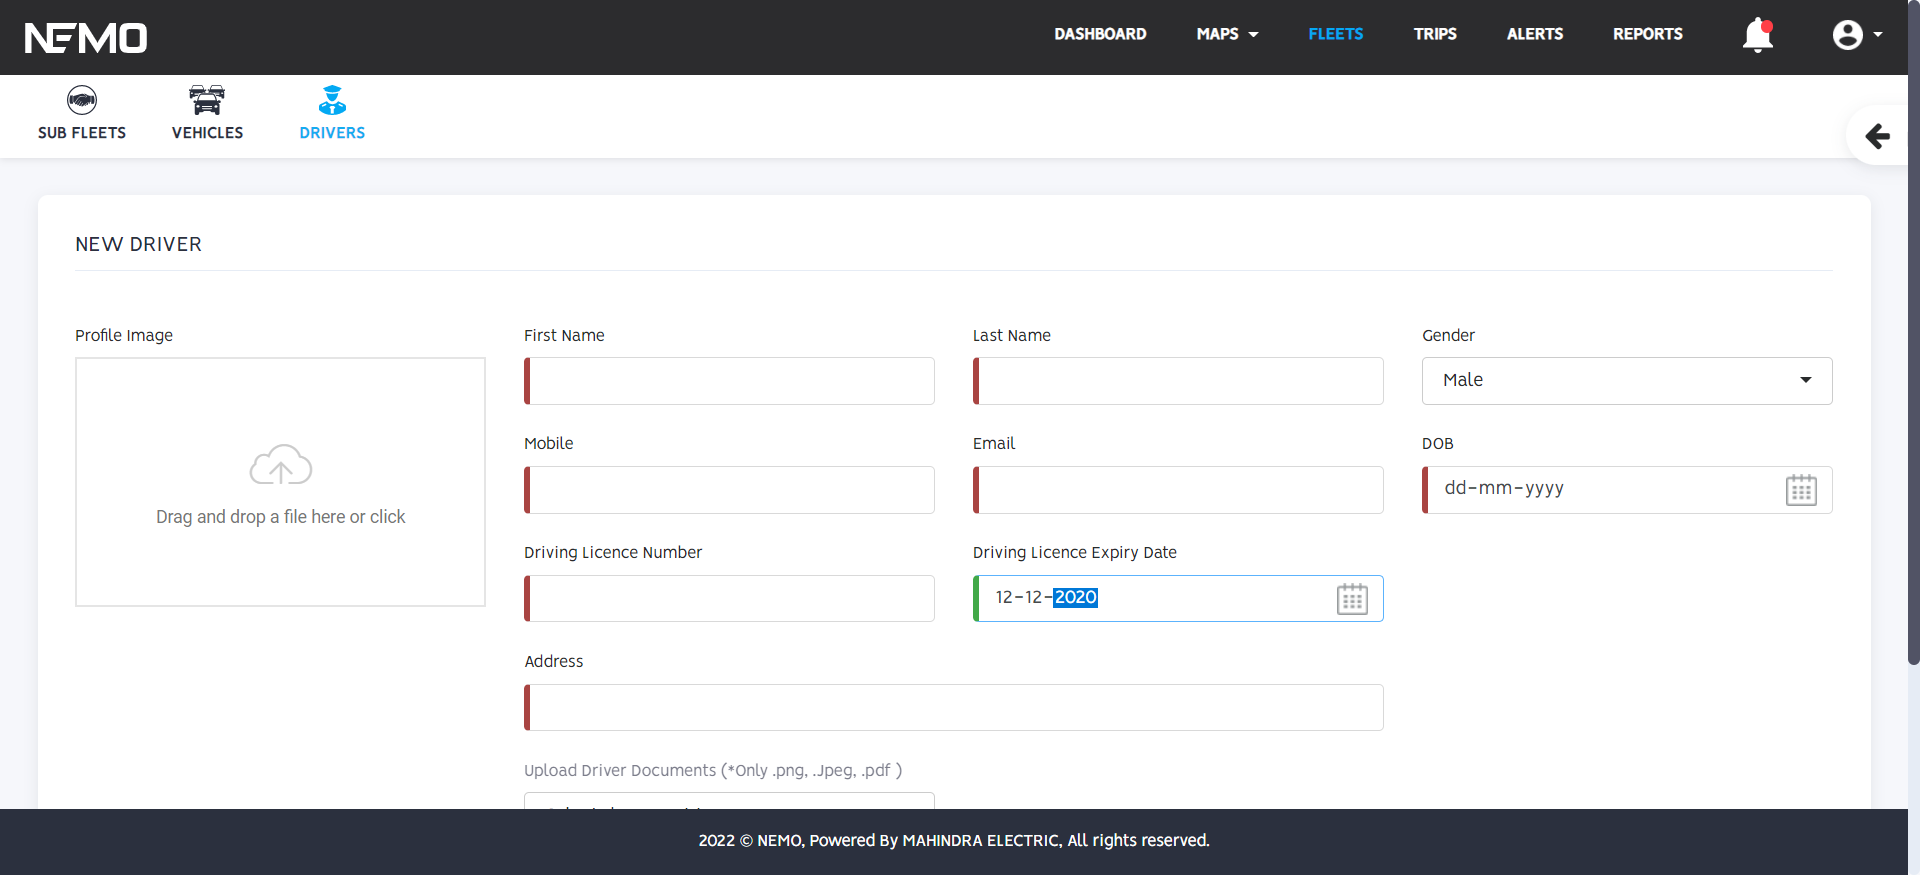 NEMO
DASHBOARD
MAPS
FLEETS
TRIPS
ALERTS
REPORTS
SUB FLEETS
VEHICLES
DRIVERS
NEW DRIVER
Profile Image
First Name
Last Name
Gender
Male
Mobile
Email
DOB
dd-mm-yyyy
Drag and drop a file here or click
Driving Licence Number
Driving Licence Expiry Date
12-12-2020
Address
Upload Driver Documents (*Only .png, .Jpeg, .pdf )
2022 © NEMO, Powered By MAHINDRA ELECTRIC, All rights reserved.